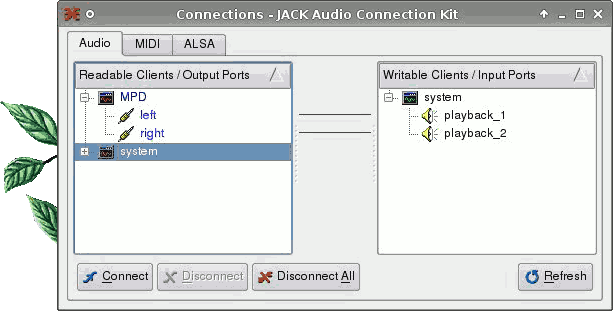 Connections - JACK Audio Connection Kit
Audio MIDI ALSA
Readable Clients / Output Ports Writable Clients / Input Ports
MPD system
left playback_1
right playback_2
system
Connect Disconnect Disconnect All Refresh